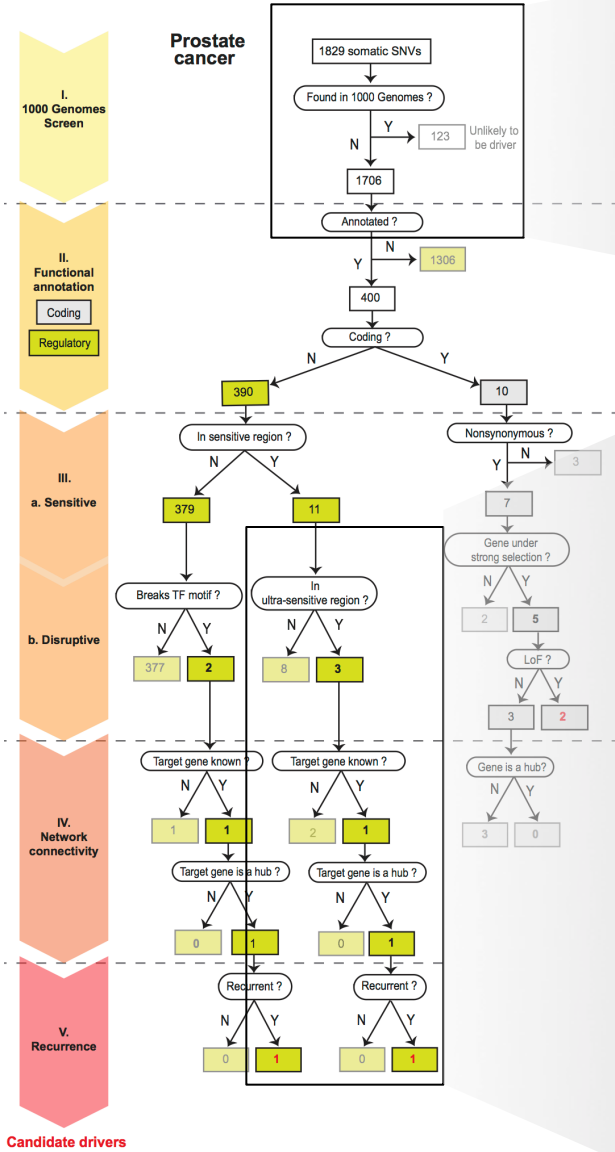 Prostate
cancer
1829 somatic SNVs
I.
1000 Genomes
Screen
Found in 1000 Genomes ?
Y
123
Unlikely to
be driver
N
1706
Annotated ?
II.
Functional
annotation
N
1306
Y
400
Coding
Regulatory
Coding ?
N
Y
390
10
In sensitive region ?
Nonsynonymous ?
N
Y
N
3
Y
III.
a. Sensitive
379
11
7
Gene under
strong selection ?
Breaks TF motif ?
In
ultra-sensitive region ?
N
Y
N
Y
N
Y
2
5
b. Disruptive
377
2
8
3
LoF ?
N
Y
3
2
Target gene known ?
Target gene known ?
Gene is a hub?
N
Y
N
Y
N
Y
IV.
Network
connectivity
1
1
2
1
3
0
Target gene is a hub ?
Target gene is a hub ?
N
Y
N
Y
0
1
0
1
Recurrent ?
Recurrent ?
N
Y
N
Y
V.
Recurrence
0
1
0
1
Candidate drivers